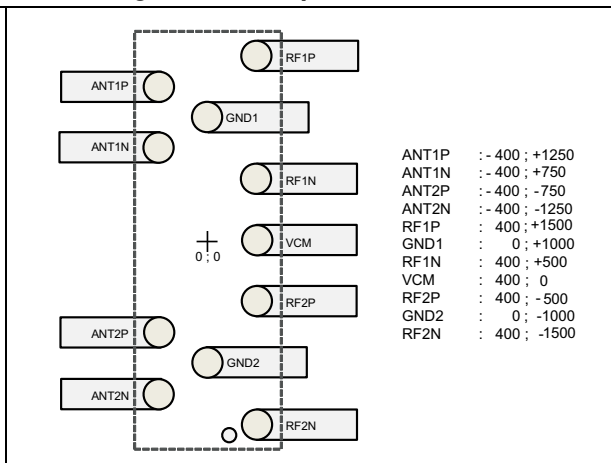 RF1P
ANT1P
GND1
ANT1N
RF1N
VCM
0 ; 0
RF2P
ANT2P
GND2
ANT2N
RF2N
ANT1P : - 400 ; +1250
ANT1N : - 400 ; +750
ANT2P : - 400 ; -750
ANT2N : - 400 ; -1250
RF1P : 400 ; +1500
GND1 : 0 ; +1000
RF1N : 400 ; +500
VCM : 400 ; 0
RF2P : 400 ; - 500
GND2 : 0 ; -1000
RF2N : 400 ; -1500